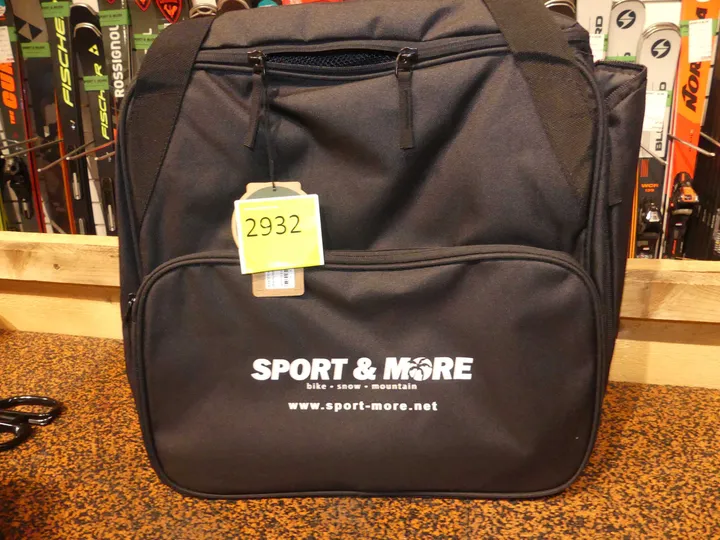 FISCHER
FISCHER
ROSSIGNOL
2932
SPORT & MORE
bike - snow - mountain
www.sport-more.net